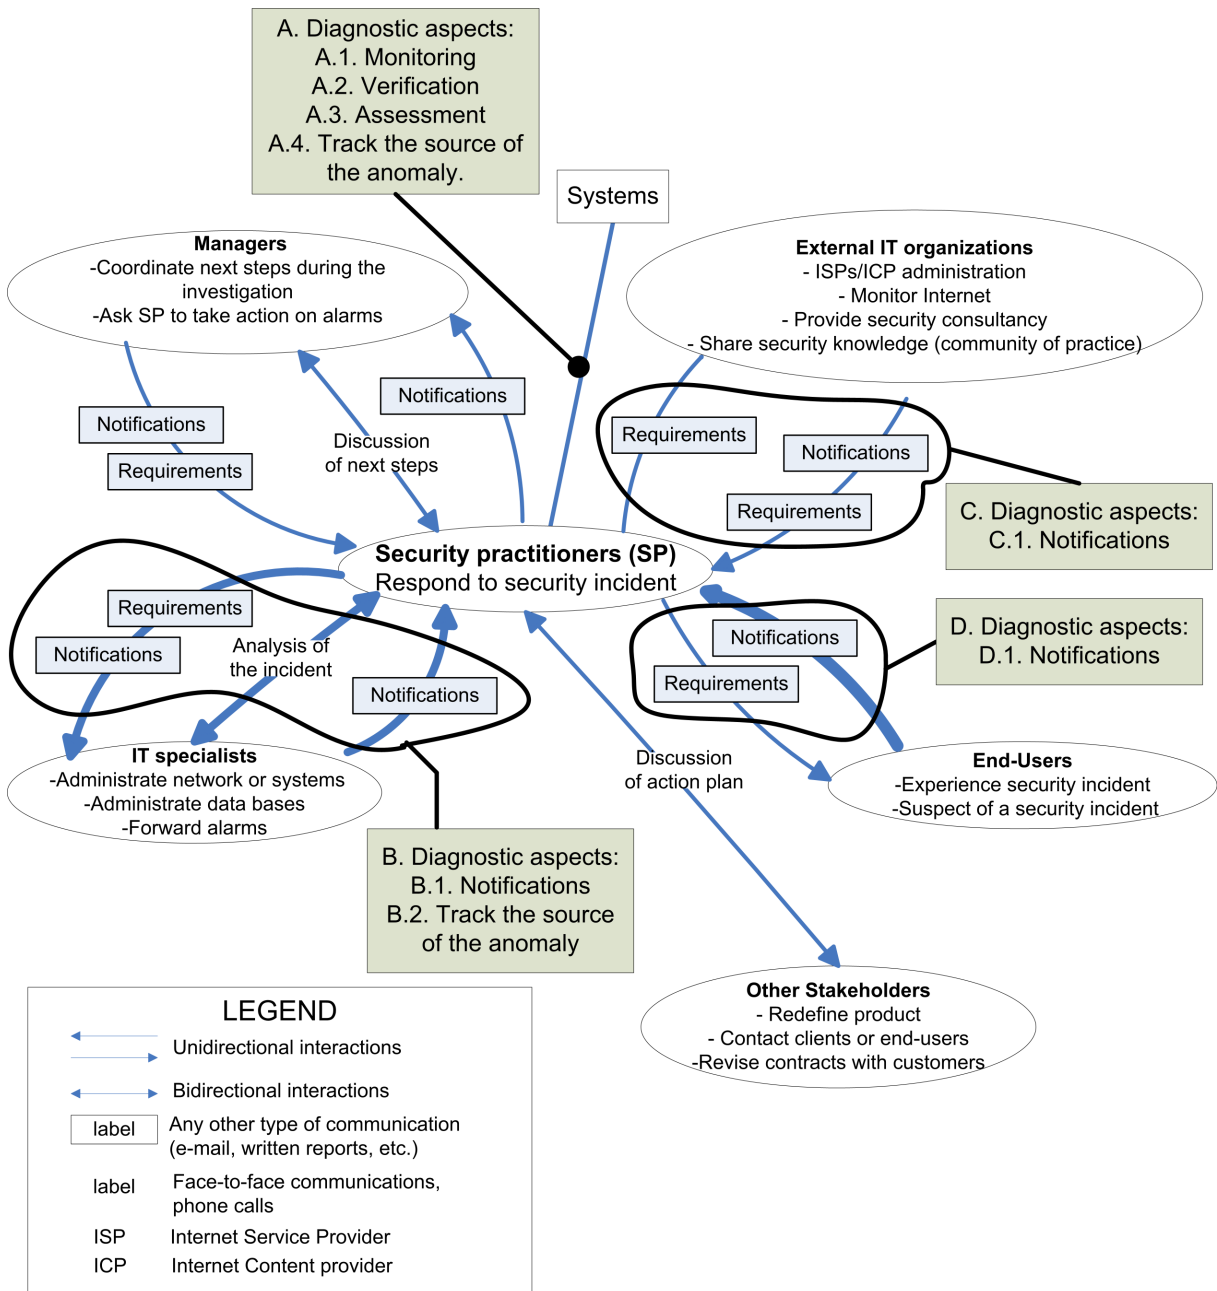 A. Diagnostic aspects:
A.1. Monitoring
A.2. Verification
A.3. Assessment
A.4. Track the source of
the anomaly.
Systems
Managers
-Coordinate next steps during the
investigation
-Ask SP to take action on alarms
External IT organizations
- ISPs/ICP administration
- Monitor Internet
- Provide security consultancy
- Share security knowledge (community of practice)
Notifications
Notifications
Requirements
Discussion
of next steps
Requirements
Notifications
Requirements
C. Diagnostic aspects:
C.1. Notifications
Security practitioners (SP)
Respond to security incident
Requirements
Notifications
Analysis of
the incident
Notifications
Notifications
Requirements
D. Diagnostic aspects:
D.1. Notifications
IT specialists
-Administrate network or systems
-Administrate data bases
-Forward alarms
Discussion
of action plan
End-Users
-Experience security incident
-Suspect of a security incident
B. Diagnostic aspects:
B.1. Notifications
B.2. Track the source
of the anomaly
Other Stakeholders
- Redefine product
- Contact clients or end-users
-Revise contracts with customers
LEGEND
Unidirectional interactions
Bidirectional interactions
label Any other type of communication
(e-mail, written reports, etc.)
label Face-to-face communications,
phone calls
ISP Internet Service Provider
ICP Internet Content provider